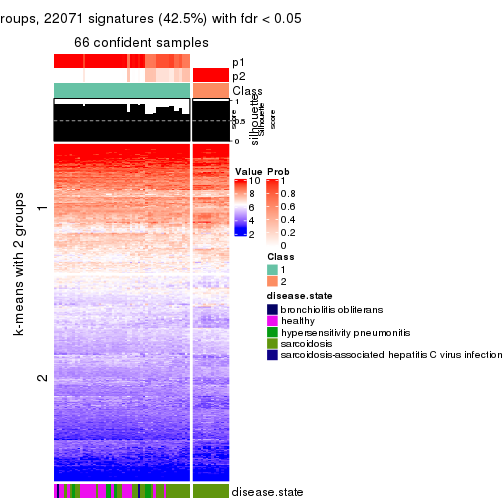 roups, 22071 signatures (42.5%) with fdr < 0.05
66 confident samples
p1
p2
Class
1
0.5
0
silhouette
score
Silhouette
score
k-means with 2 groups
1
2
Value
10
8
6
4
2
Prob
1
0.8
0.6
0.4
0.2
0
Class
1
2
disease.state
bronchiolitis obliterans
healthy
hypersensitivity pneumonitis
sarcoidosis
sarcoidosis-associated hepatitis C virus infection
disease.state